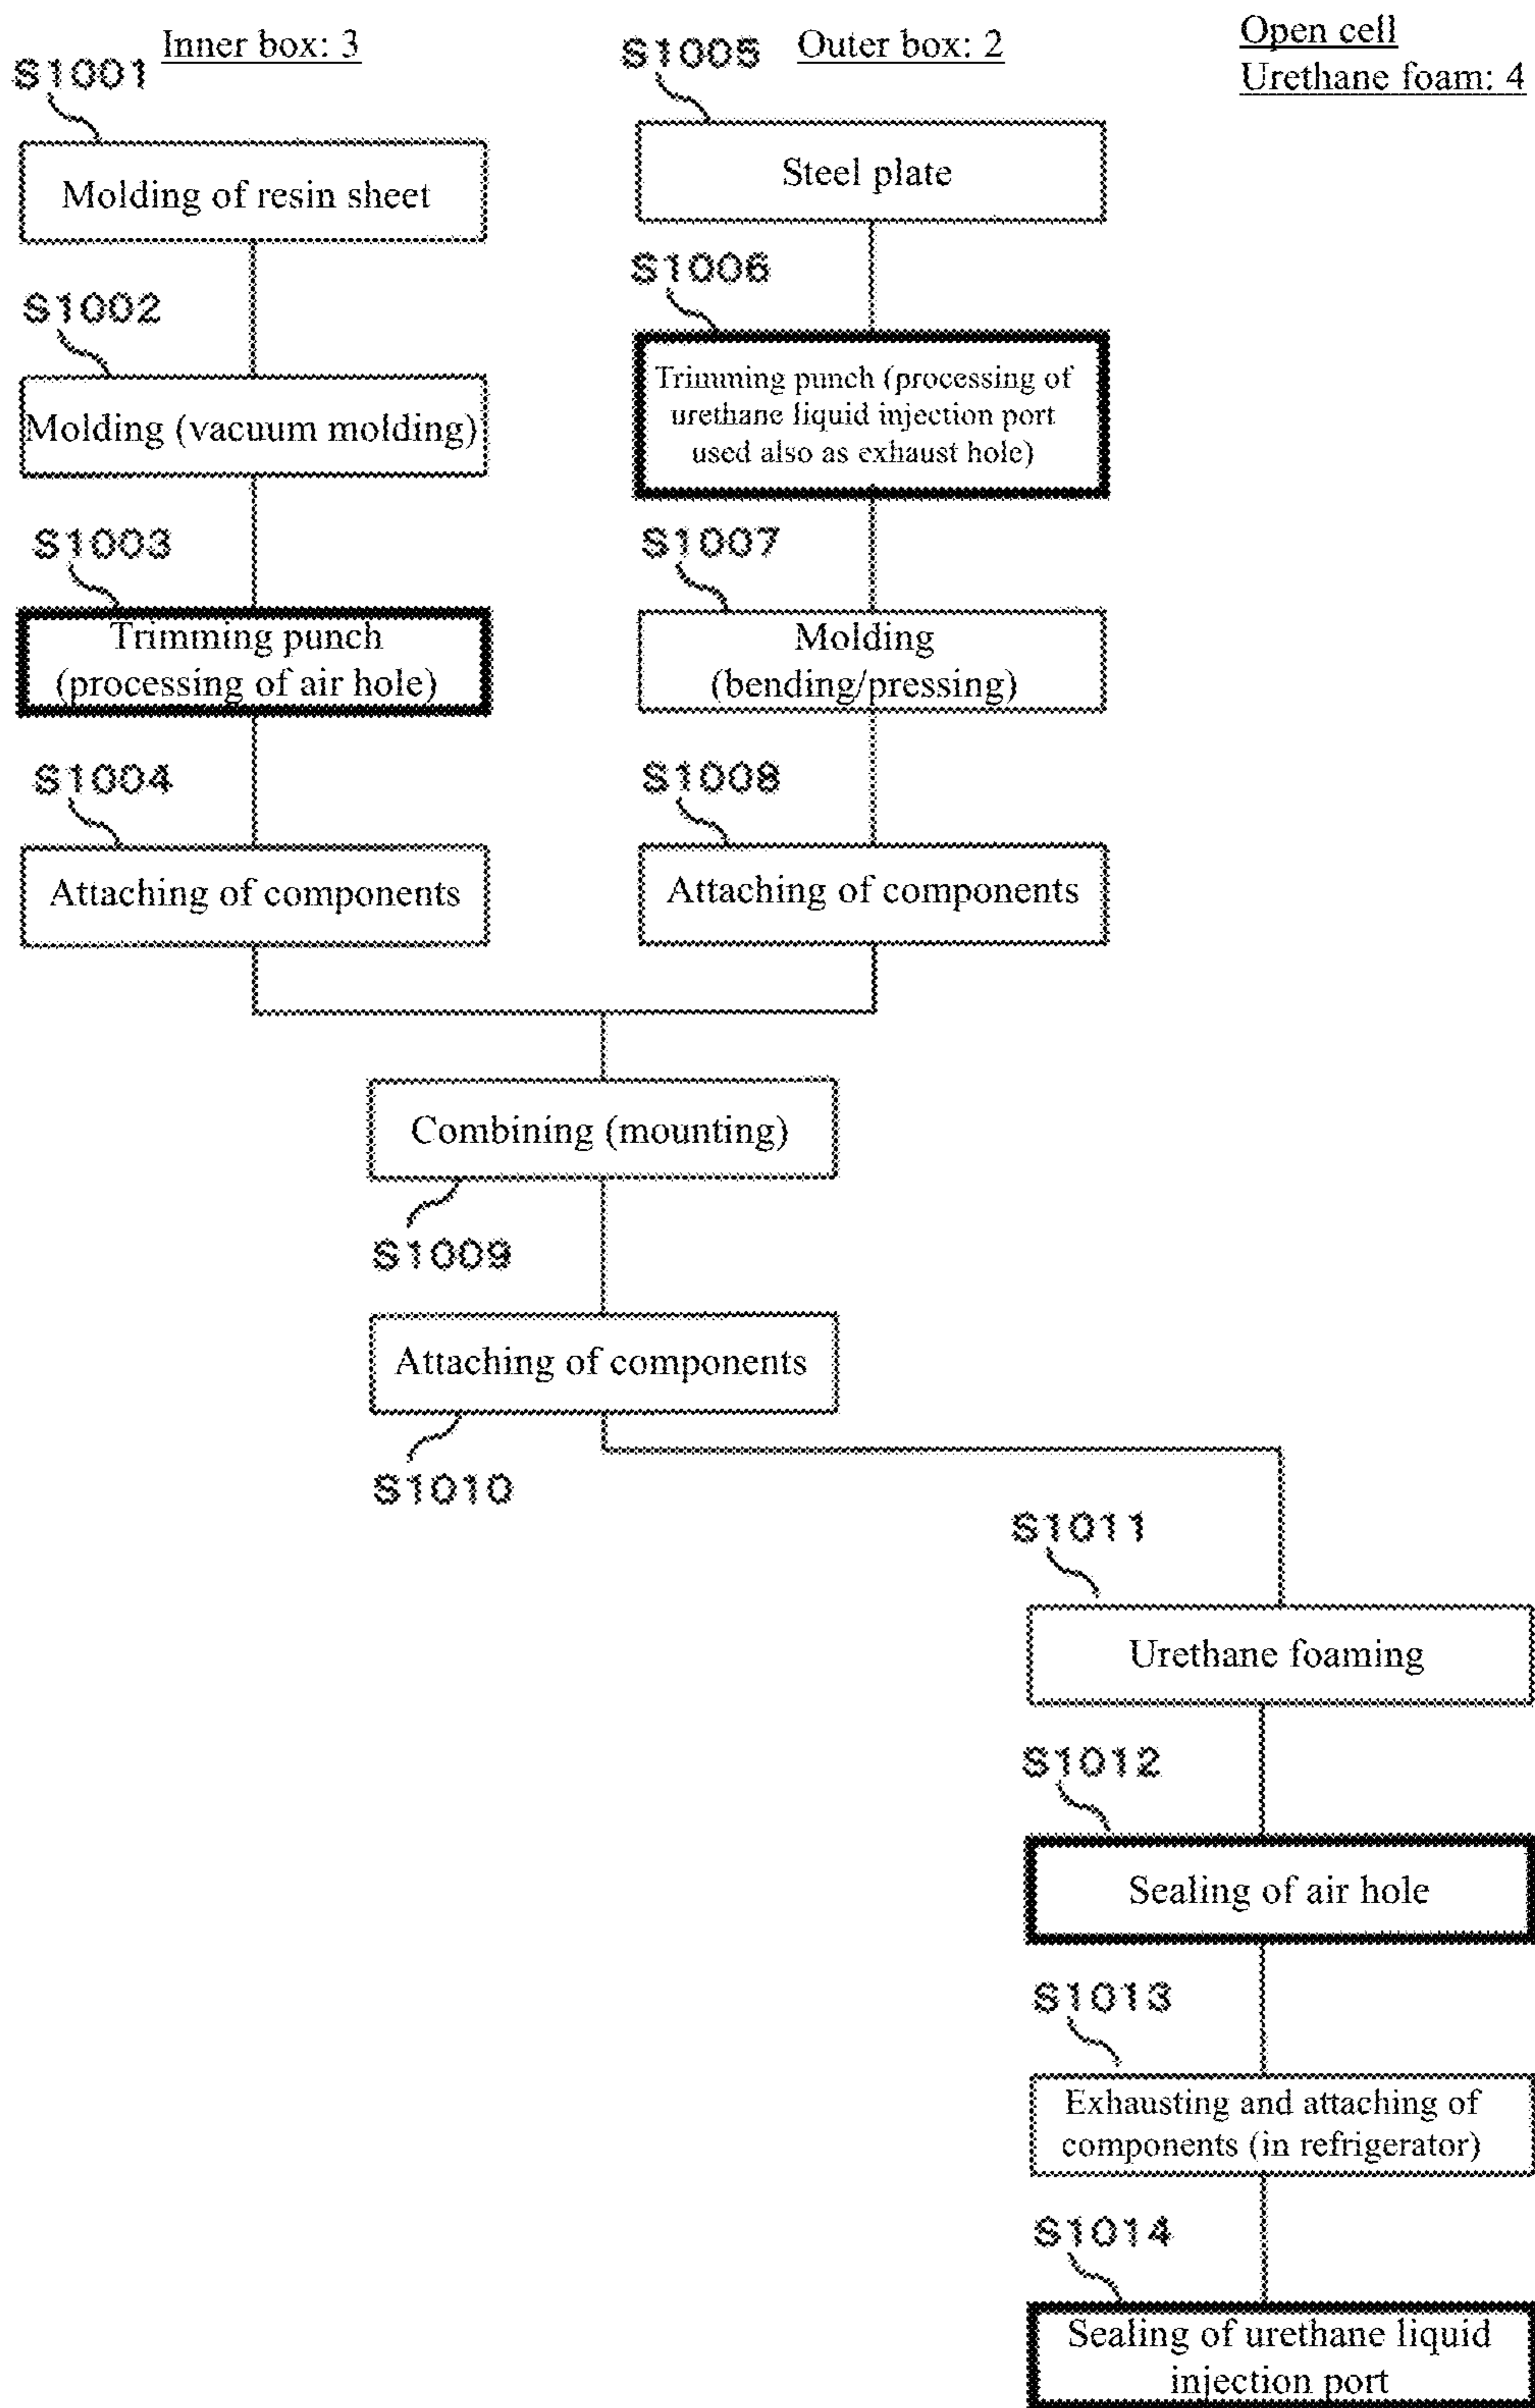 Inner box: 3
S1001
Molding of resin sheet
S1002
Molding (vacuum molding)
S1003
Trimming punch
(processing of air hole)
S1004
Attaching of components
S1005
Outer box: 2
Steel plate
S1006
Trimming punch (processing of
urethane liquid injection port
used also as exhaust hole)
S1007
Molding
(bending/pressing)
S1008
Attaching of components
Combining (mounting)
S1009
Attaching of components
S1010
Open cell
Urethane foam: 4
S1011
Urethane foaming
S1012
Sealing of air hole
S1013
Exhausting and attaching of
components (in refrigerator)
S1014
Sealing of urethane liquid
injection port